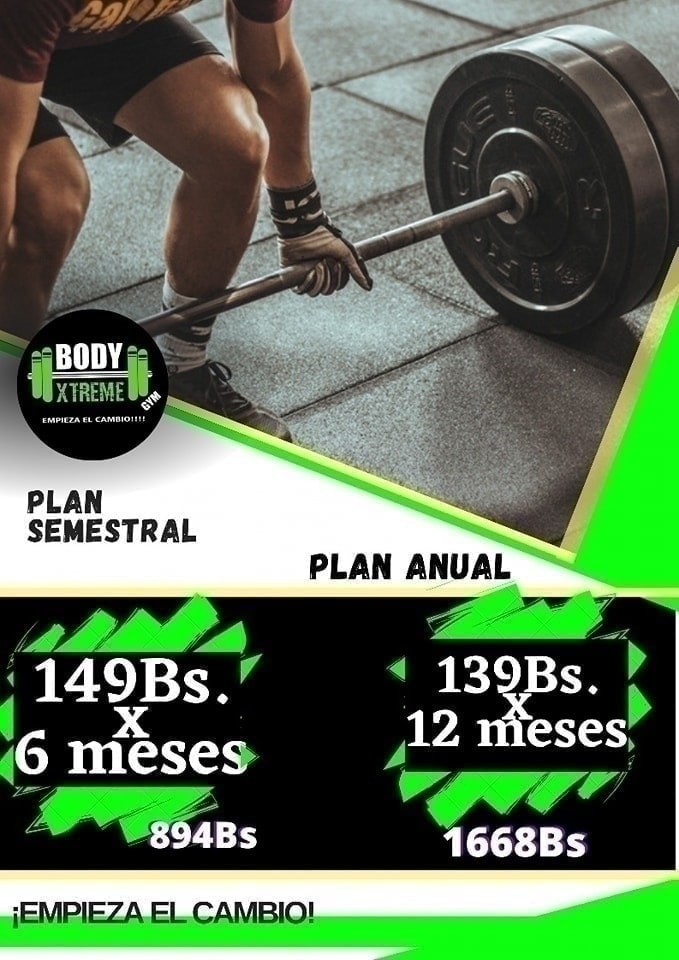 BODY
XTREME
GYM
EMPIEZA EL CAMBIO!!!!
PLAN
SEMESTRAL
PLAN ANUAL
149Bs.
x
6 meses
894Bs
139Bs.
x
12 meses
1668Bs
¡EMPIEZA EL CAMBIO!